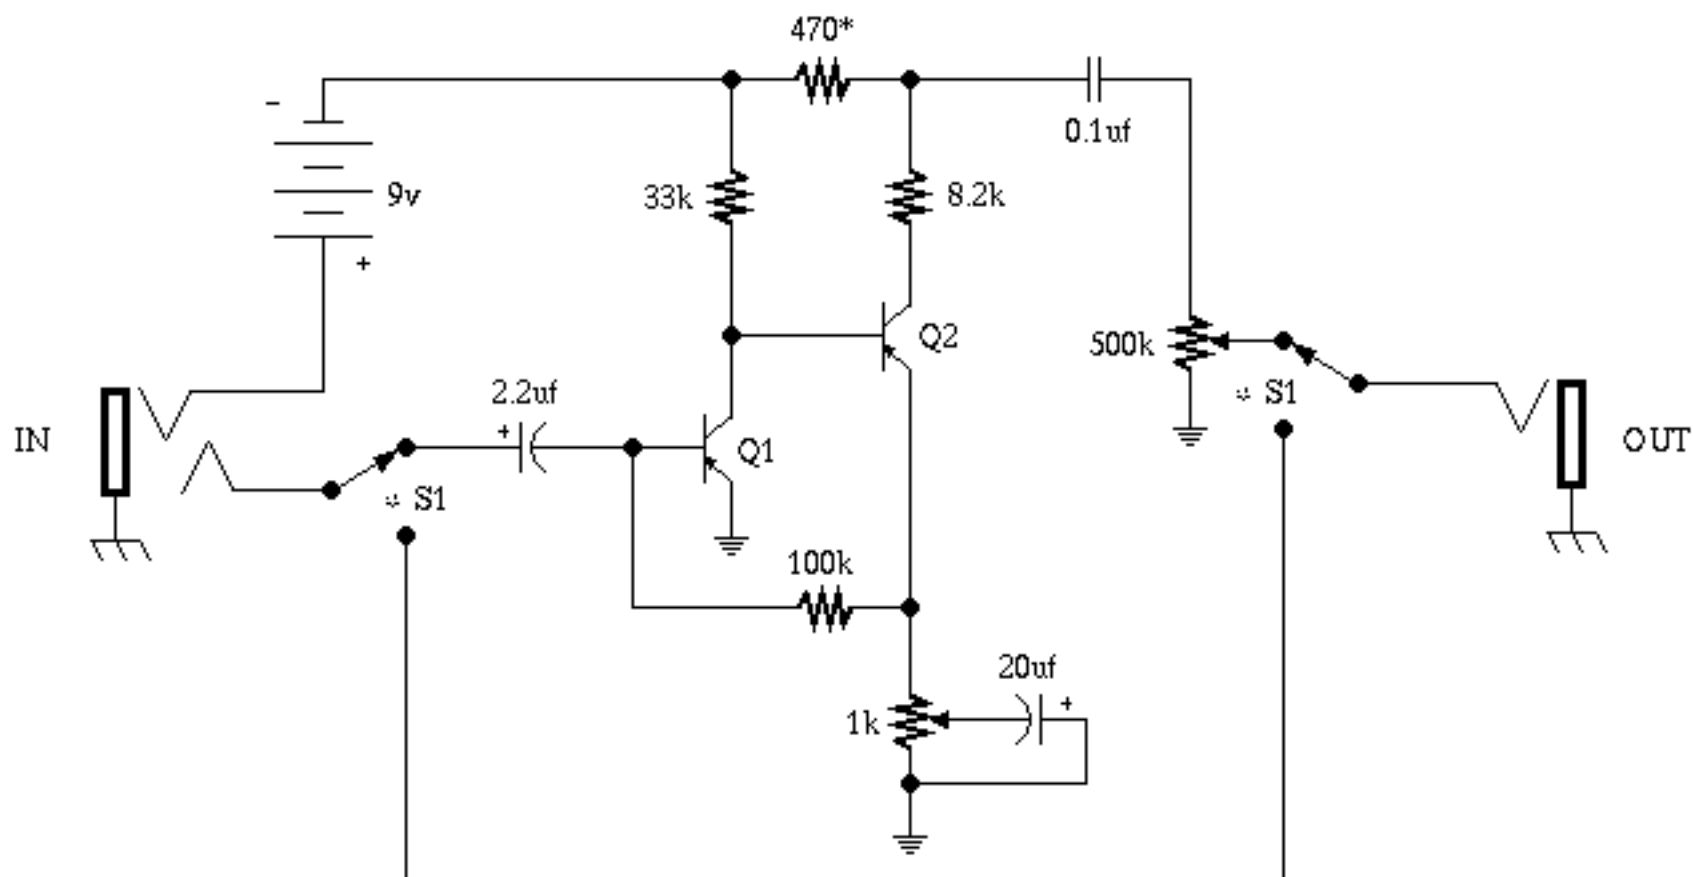 470*
-
0.1uf
33k
8.2k
9v
+
Q2
500k
2.2uf
* S1
+
IN
Q1
OUT
* S1
100k
20uf
+
1k